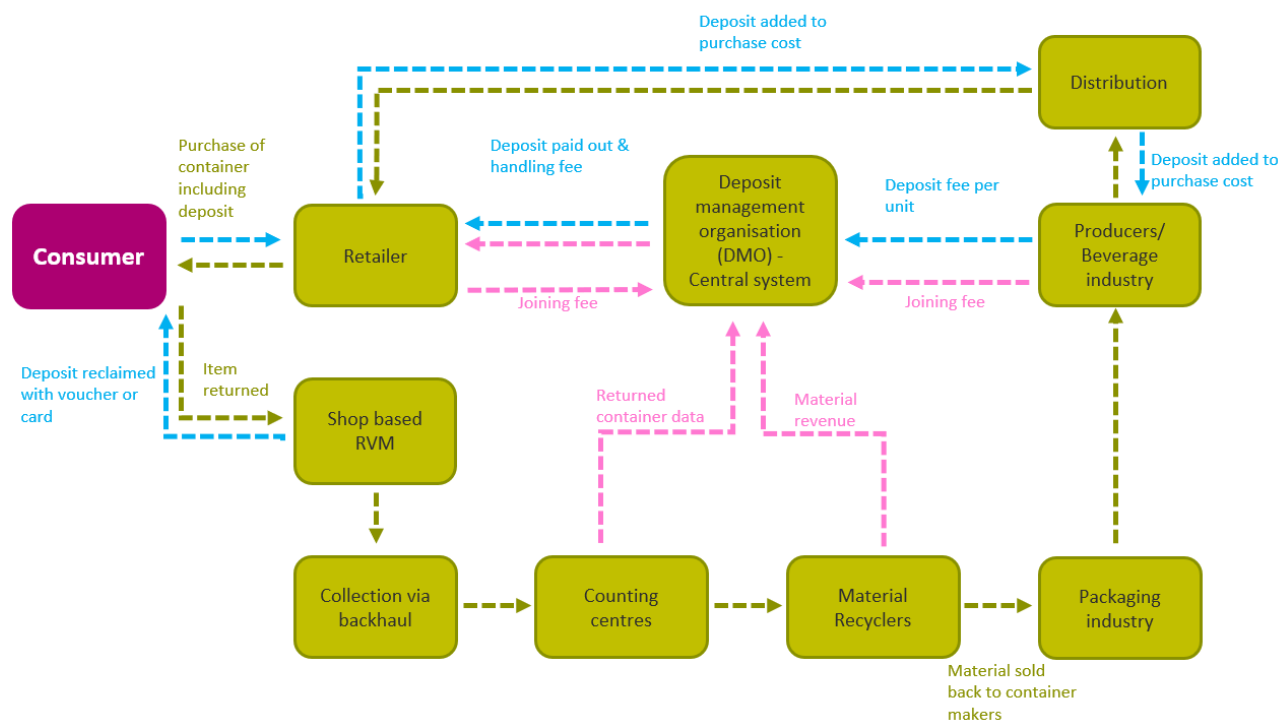 Deposit added to
purchase cost
Distribution
Purchase of
container
including
deposit
Deposit paid out &
handling fee
Deposit
management
organisation
(DMO) -
Central system
Deposit fee per
unit
Deposit added to
purchase cost
Consumer
Retailer
Producers/
Beverage
industry
Joining fee
Joining fee
Deposit reclaimed
with voucher or
card
Item
returned
Shop based
RVM
Returned
container data
Material
revenue
Collection via
backhaul
Counting
centres
Material
Recyclers
Packaging
industry
Material sold
back to container
makers